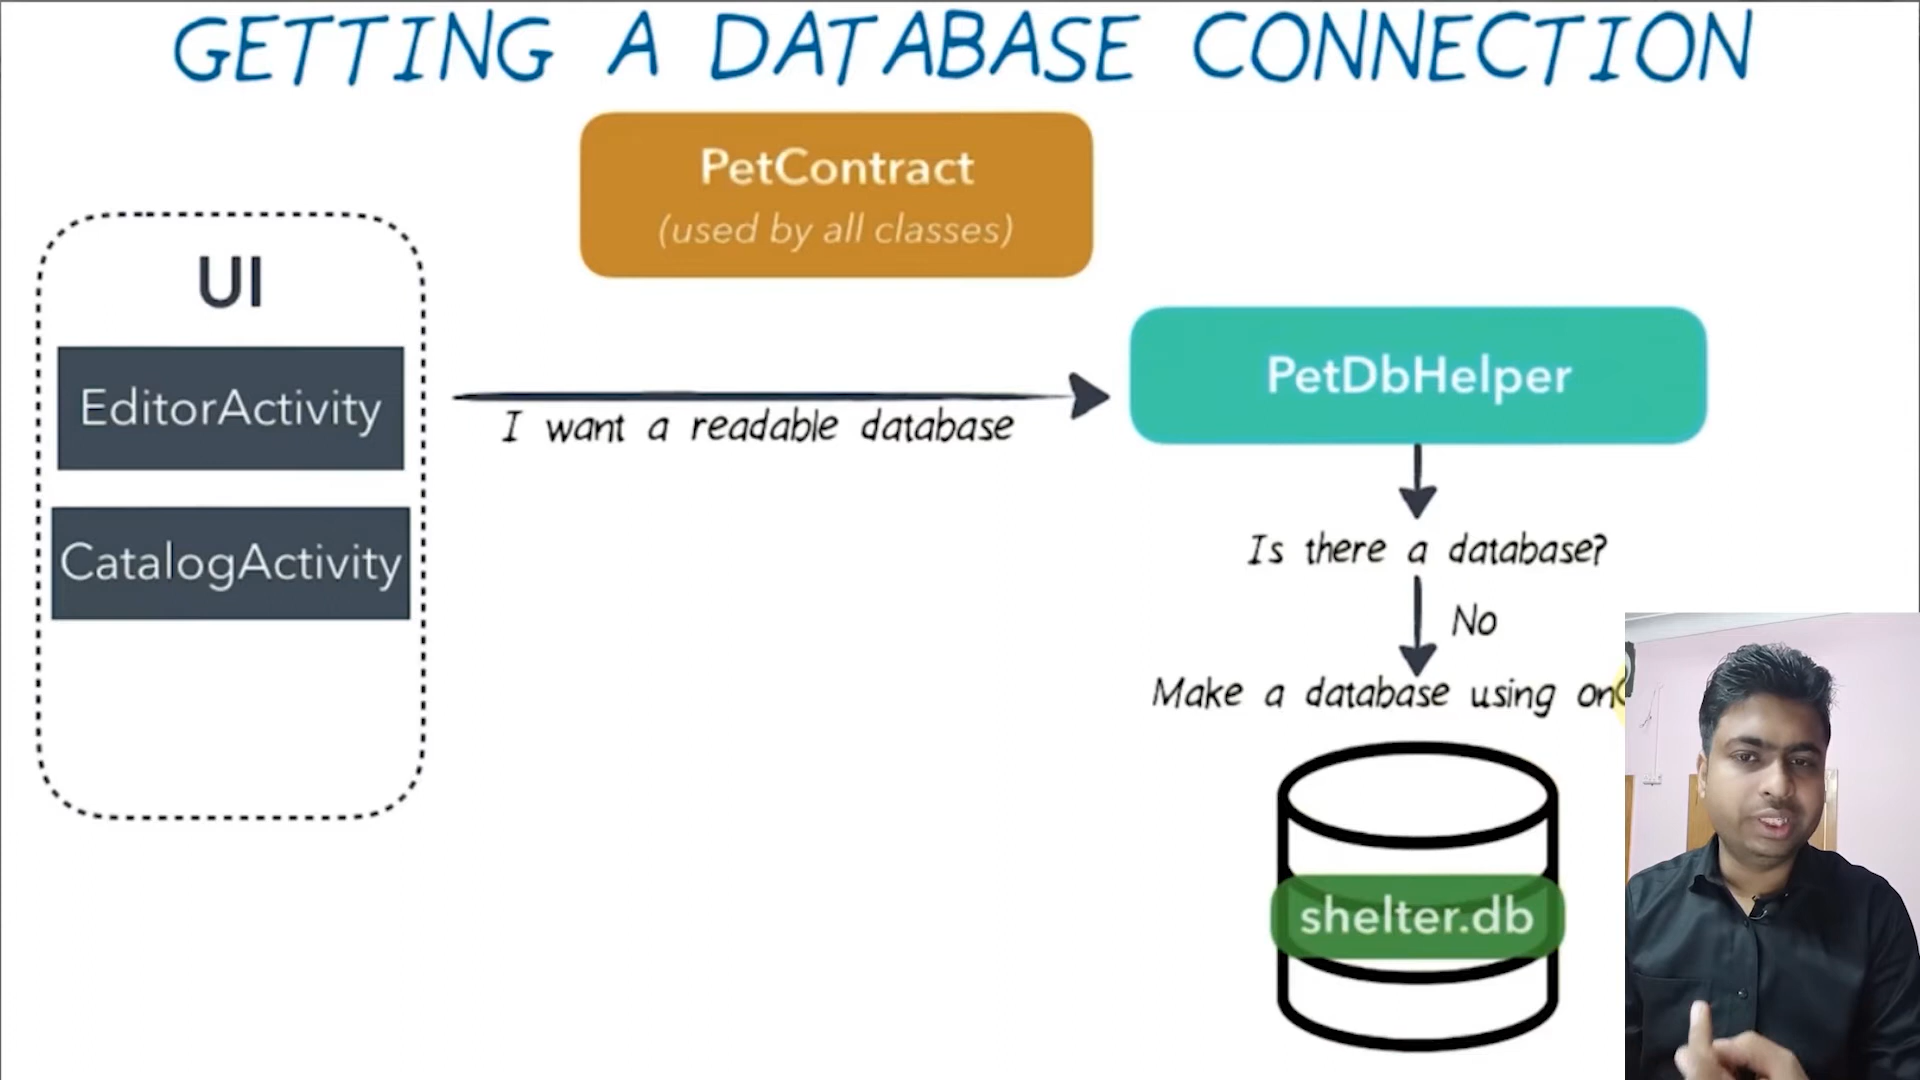 GETTING A DATABASE CONNECTION
PetContract
(used by all classes)
UI
EditorActivity
CatalogActivity
I want a readable database
PetDbHelper
Is there a database?
No
Make a database using
shelter.db